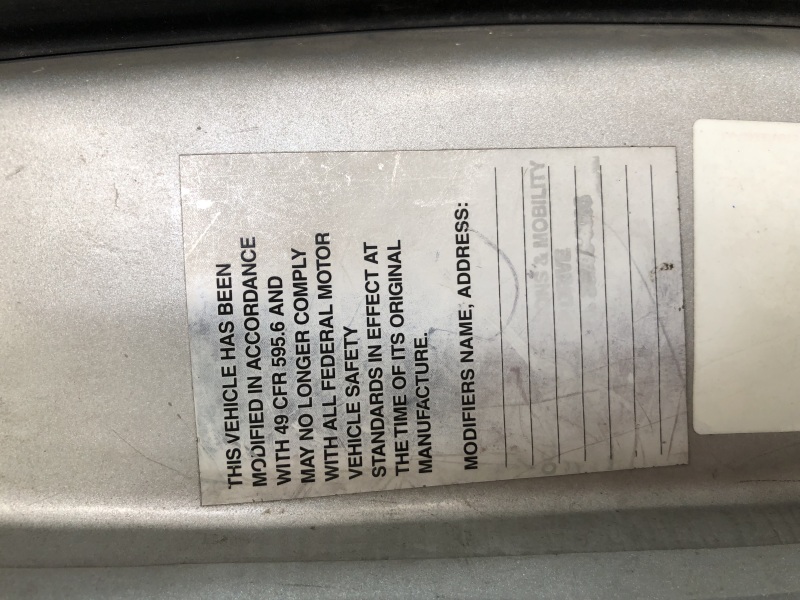 THIS VEHICLE HAS BEEN
MODIFIED IN ACCORDANCE
WITH 49 CFR 595.6 AND
MAY NO LONGER COMPLY
WITH ALL FEDERAL MOTOR
VEHICLE SAFETY
STANDARDS IN EFFECT AT
THE TIME OF ITS ORIGINAL
MANUFACTURE.
MODIFIERS NAME, ADDRESS:
& MOBILITY
DRIVE